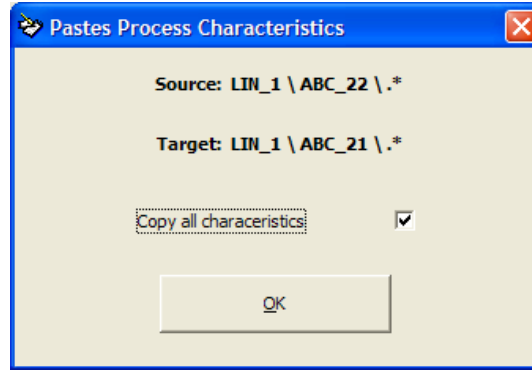 Pastes Process Characteristics
Source: LIN_1 \ ABC_22 \ .*
Target: LIN_1 \ ABC_21 \ .*
Copy all characeristics
OK